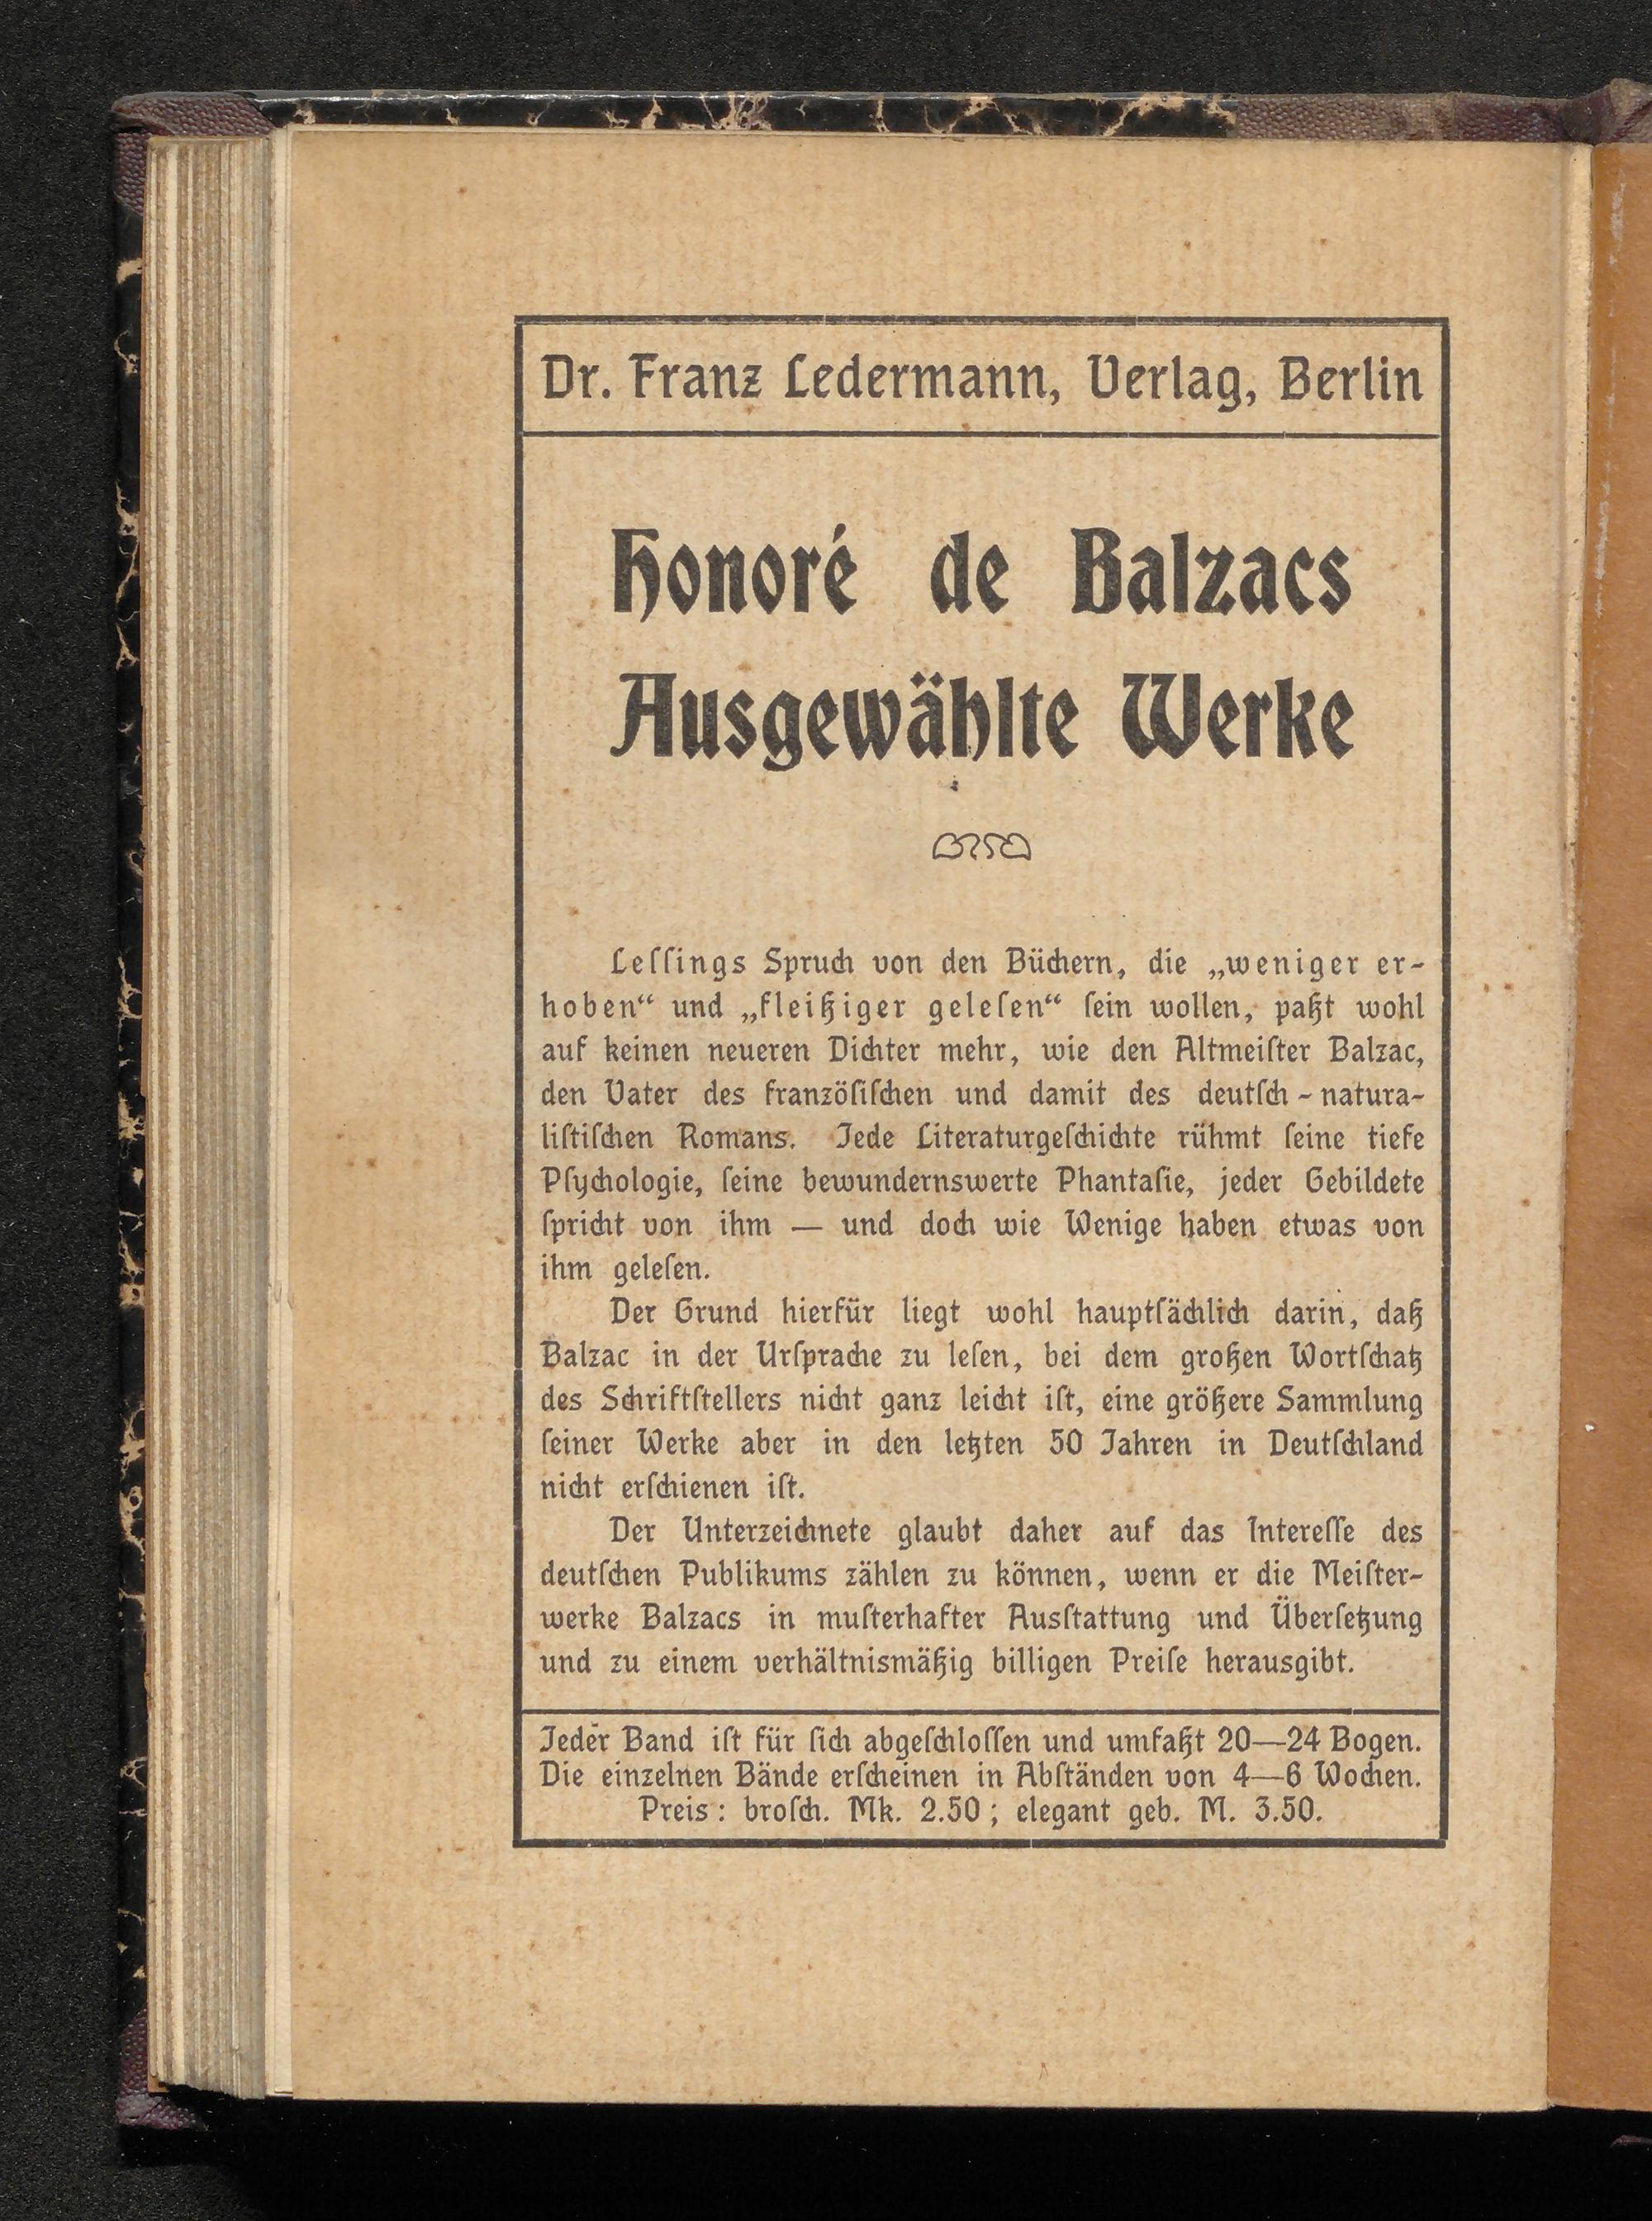 Dr. Franz Ledermann, Verlag, Berlin
Honoré de Balzacs
Ausgewählte Werke
Leſſings Spruch von den Büchern, die „weniger er-
hoben“ und „fleißiger geleſen“ ſein wollen, paßt wohl
auf keinen neueren Dichter mehr, wie den Altmeiſter Balzac,
den Vater des franzöſiſchen und damit des deutſch-natura-
liſtiſchen Romans. Jede Literaturgeſchichte rühmt ſeine tiefe
Pſychologie, ſeine bewundernswerte Phantaſie, jeder Gebildete
ſpricht von ihm — und doch wie Wenige haben etwas von
ihm geleſen.
Der Grund hierfür liegt wohl hauptſächlich darin, daß
Balzac in der Urſprache zu leſen, bei dem großen Wortſchatz
des Schriftſtellers nicht ganz leicht iſt, eine größere Sammlung
ſeiner Werke aber in den letzten 50 Jahren in Deutſchland
nicht erſchienen iſt.
Der Unterzeichnete glaubt daher auf das Intereſſe des
deutſchen Publikums zählen zu können, wenn er die Meiſter-
werke Balzacs in muſterhafter Ausſtattung und Überſetzung
und zu einem verhältnismäßig billigen Preiſe herausgibt.
Jeder Band iſt für ſich abgeſchloſſen und umfaßt 20—24 Bogen.
Die einzelnen Bände erſcheinen in Abſtänden von 4—6 Wochen.
Preis: broſch. Mk. 2.50; elegant geb. M. 3.50.